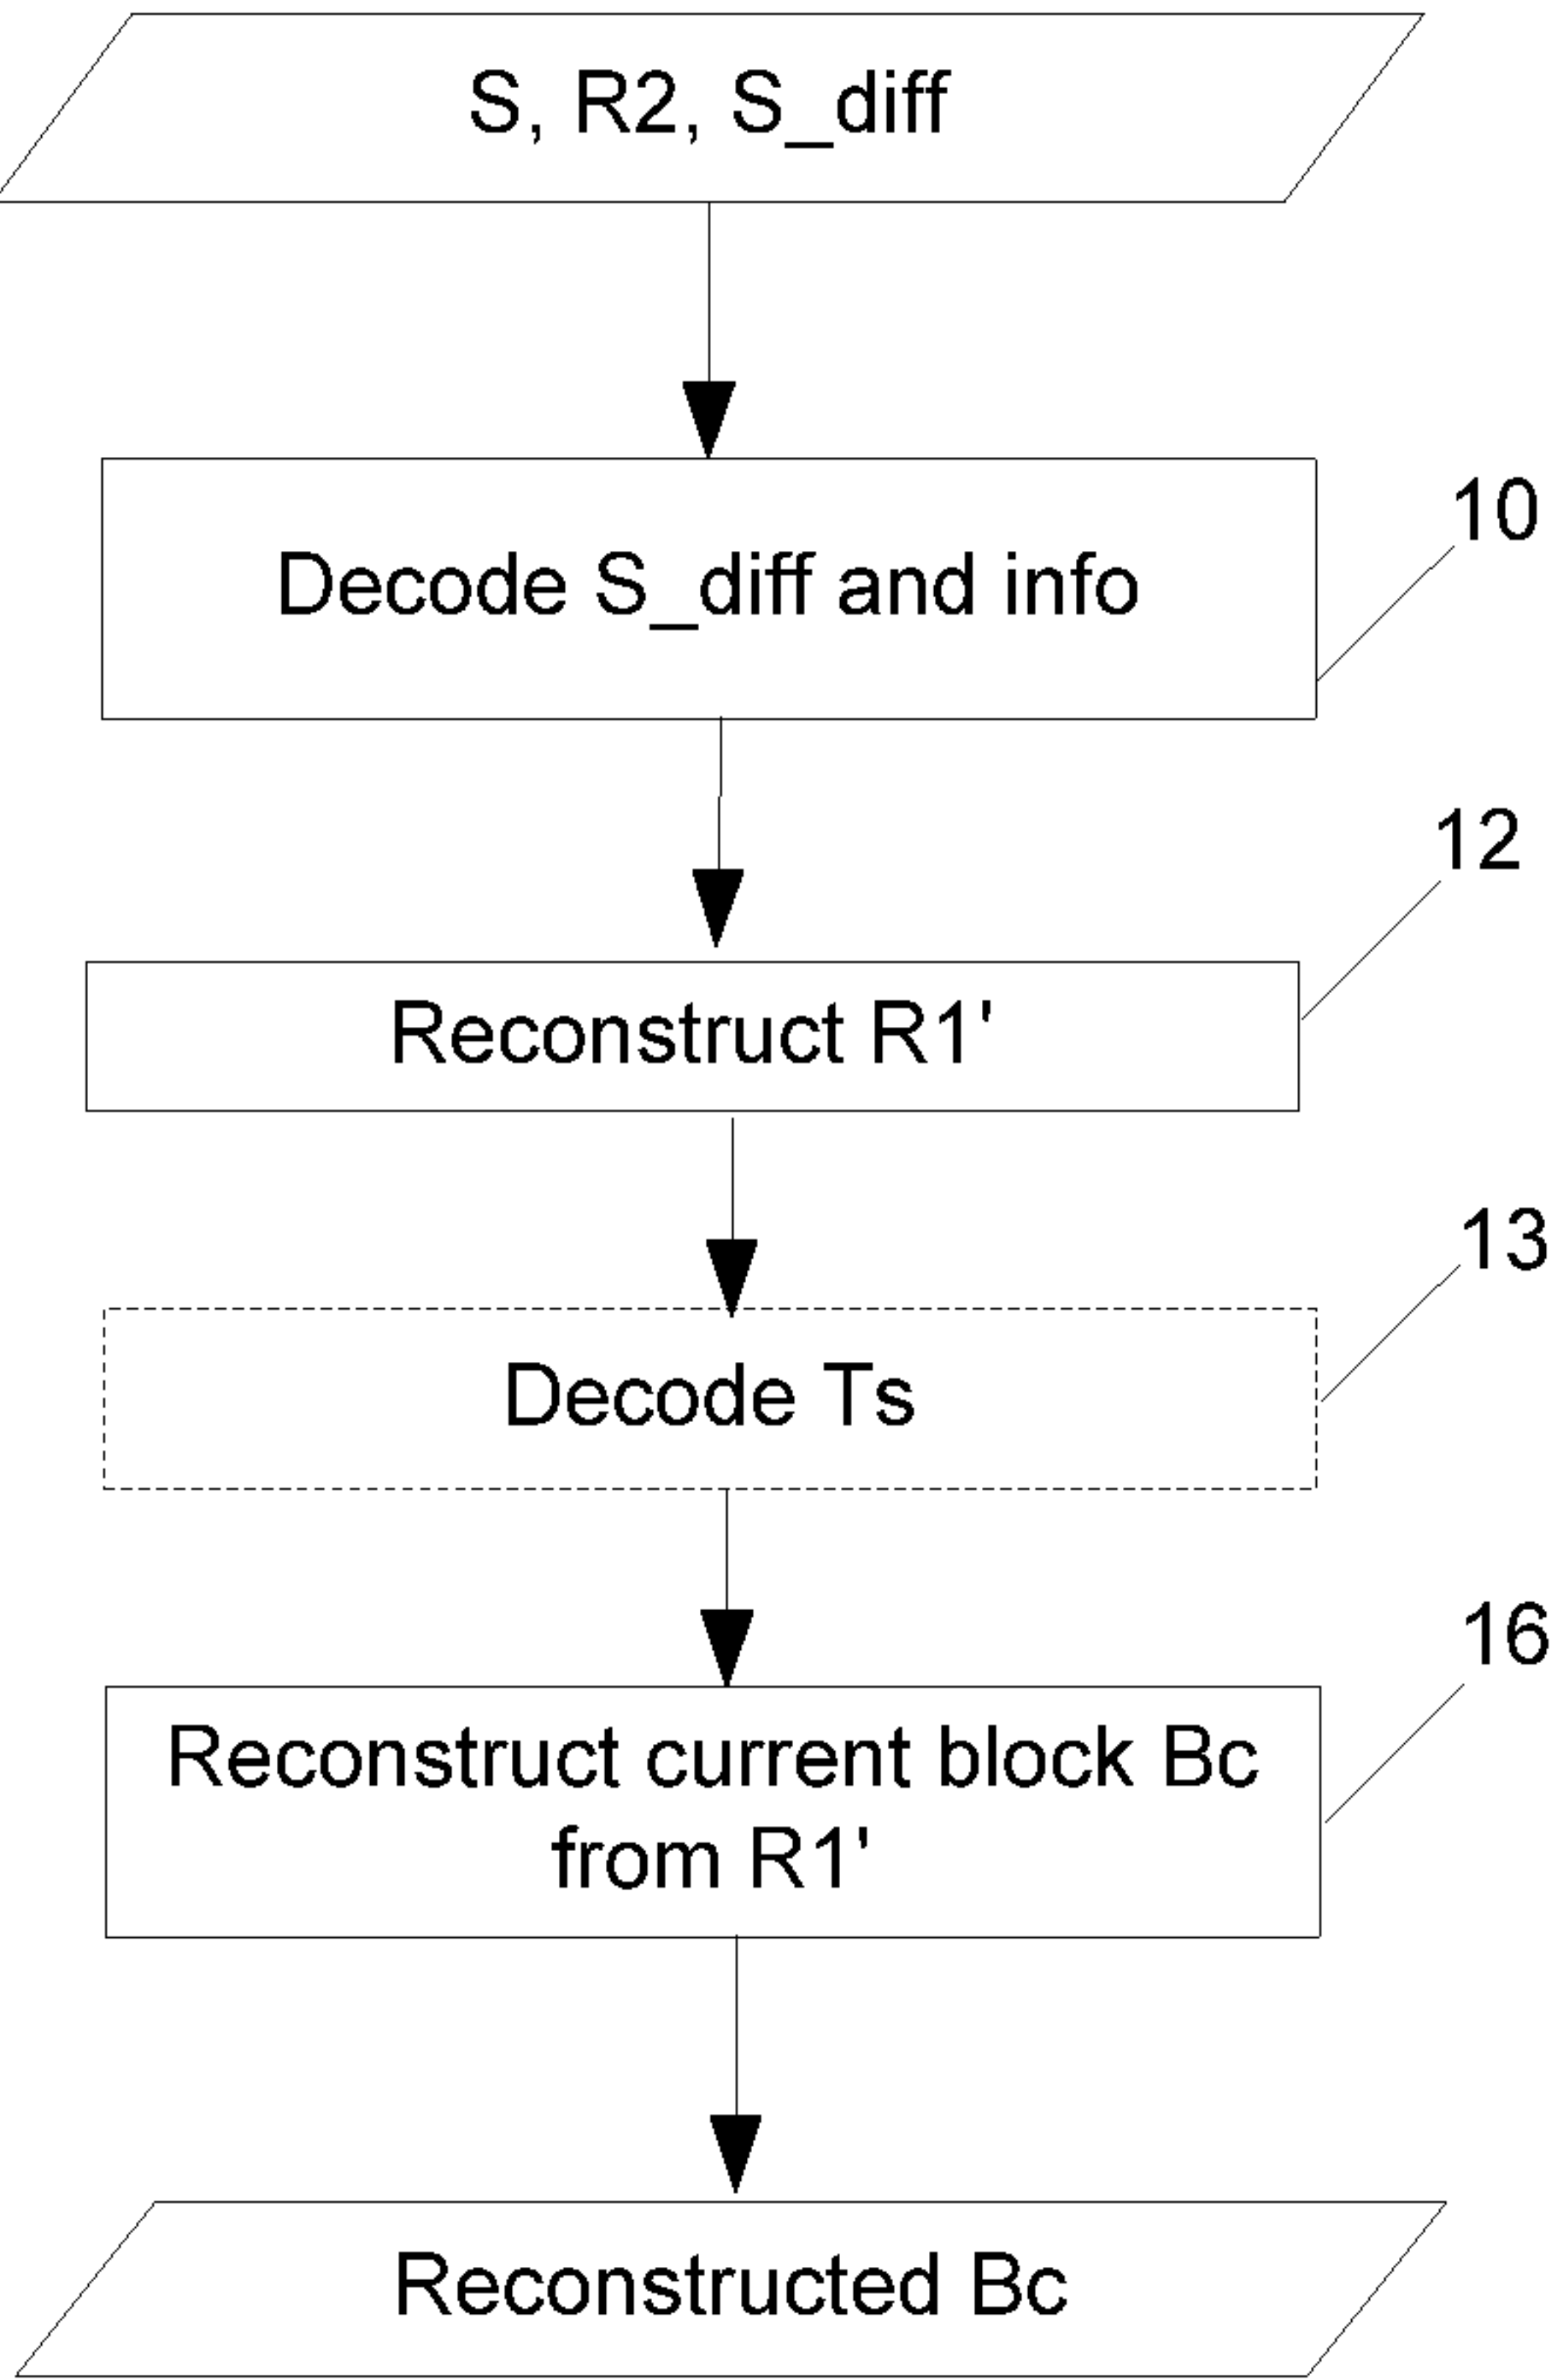 S, R2, S_diff
Decode S_diff and info
10
Reconstruct R1'
12
Decode Ts
13
Reconstruct current block Bc
from R1'
16
Reconstructed Bc